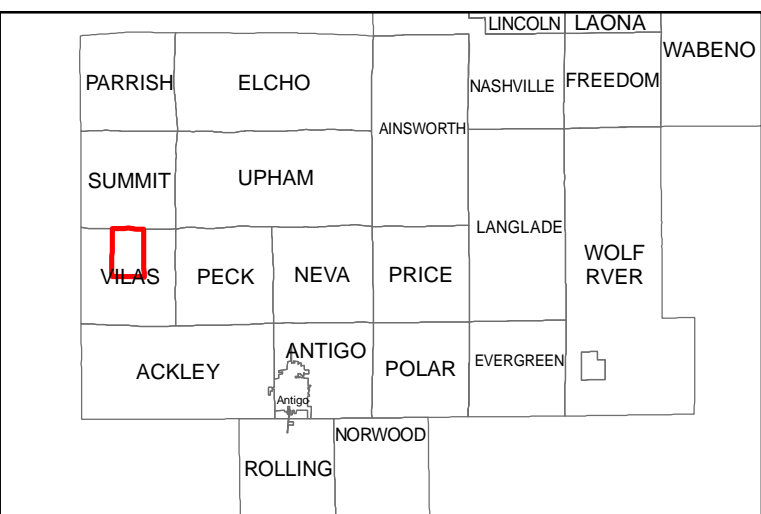 LINCOLN
LAONA
WABENO
PARRISH
ELCHO
NASHVILLE
FREEDOM
AINSWORTH
SUMMIT
UPHAM
LANGLADE
WOLF
RVER
VILAS
PECK
NEVA
PRICE
ANTIGO
ACKLEY
POLAR
EVERGREEN
Antigo
NORWOOD
ROLLING